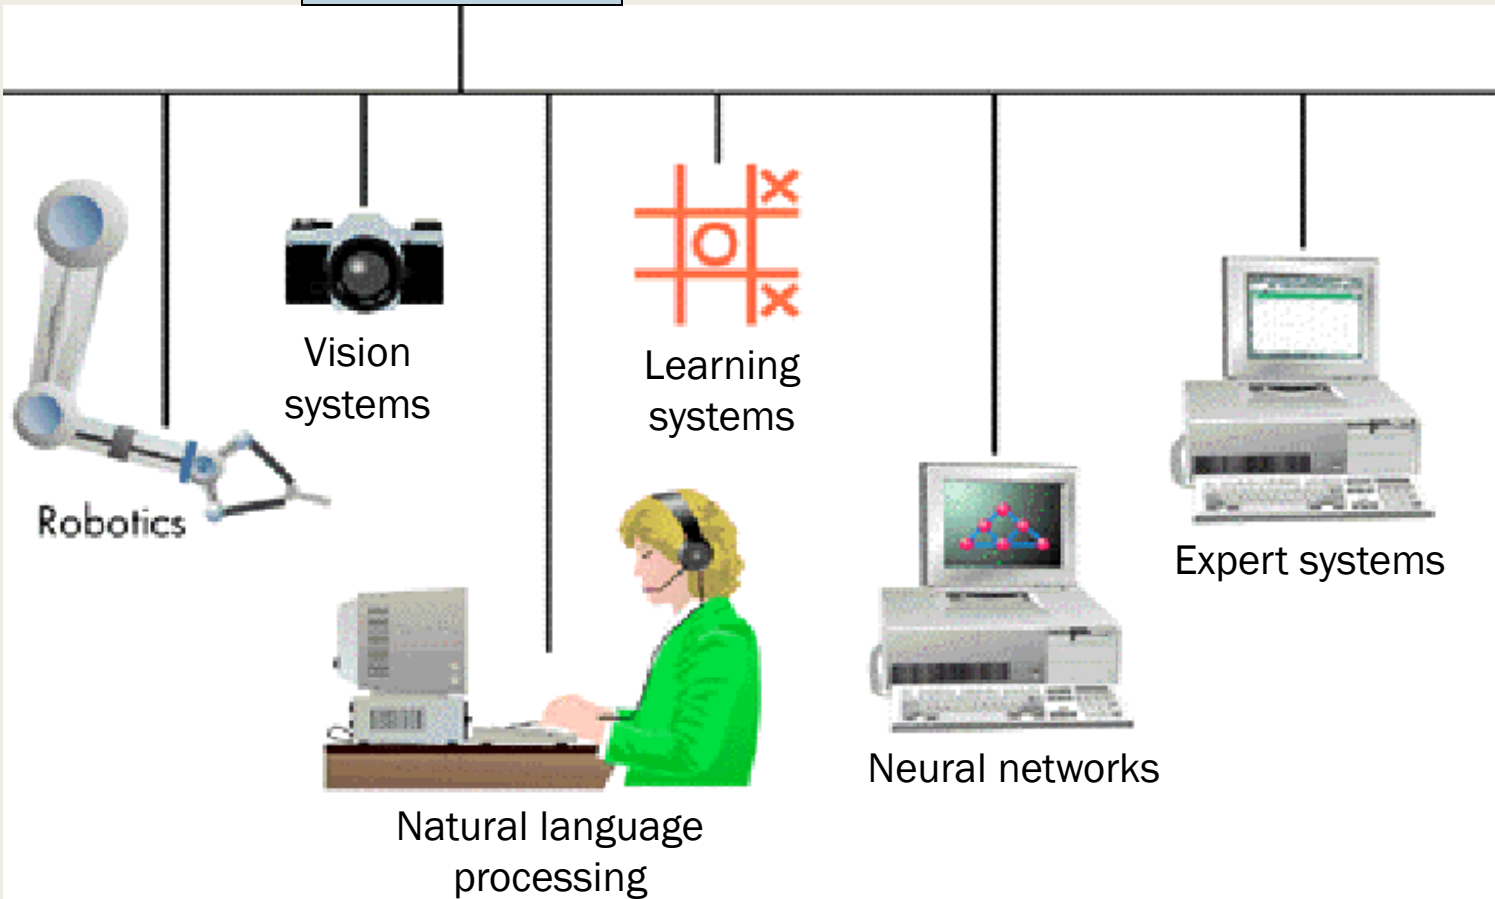 Vision
systems
Learning
systems
Robotics
Expert systems
Neural networks
Natural language
processing